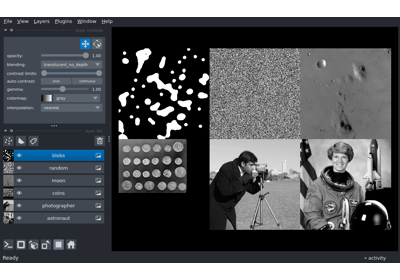 File View Layers Plugins Window Help
opacity: 1.00
blending: translucent_no_depth
contrast limits:
auto-contrast: once continuous
gamma: 1.00
colormap: gray
interpolation: nearest
blobs
random
moon
coins
photographer
astronaut
Ready
activity